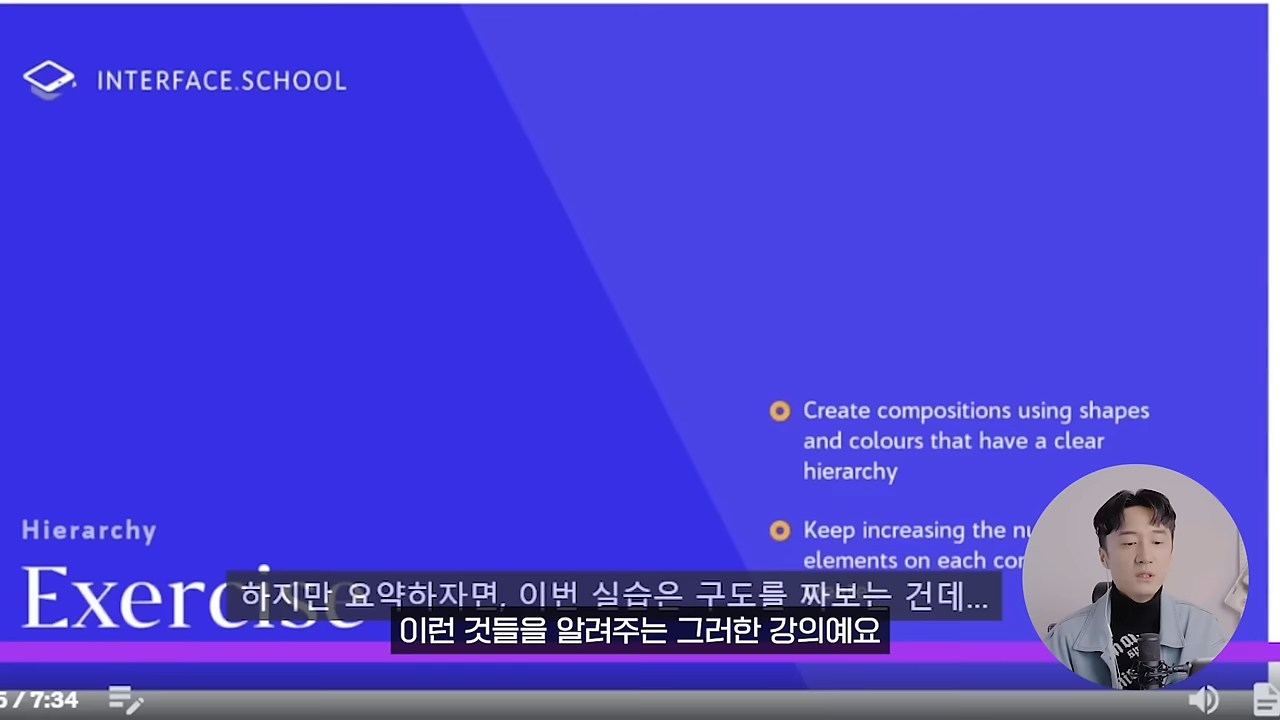 INTERFACE.SCHOOL
Create compositions using shapes
and colours that have a clear
hierarchy
Keep increasing the
elements on each
Hierarchy
Exercise
하지만 요약하자면, 이번 실습은 구도를 짜보는 건데...
이런 것들을 알려주는 그러한 강의예요
/ 7:34